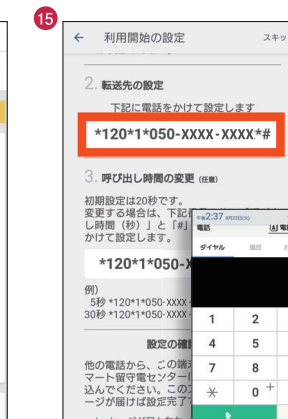 15
← 利用開始の設定 スキッ
2. 転送先の設定
下記に電話をかけて設定します
*120*1*050-XXXX-XXXX*#
3. 呼び出し時間の変更 (任意)
初期設定は20秒です。
変更する場合は、下記
し時間（秒）」と「#」
かけて設定します。
*120*1*050-X
例)
5秒 *120*1*050-XXXX-
30秒 *120*1*050-XXXX-
設定の確
他の電話から、この端
マート留守電センター
込んでください。この
ージが届けば設定完了
午後2:37
電話
ダイヤル 履歴
1 2
4 5
7 8
* 0 +